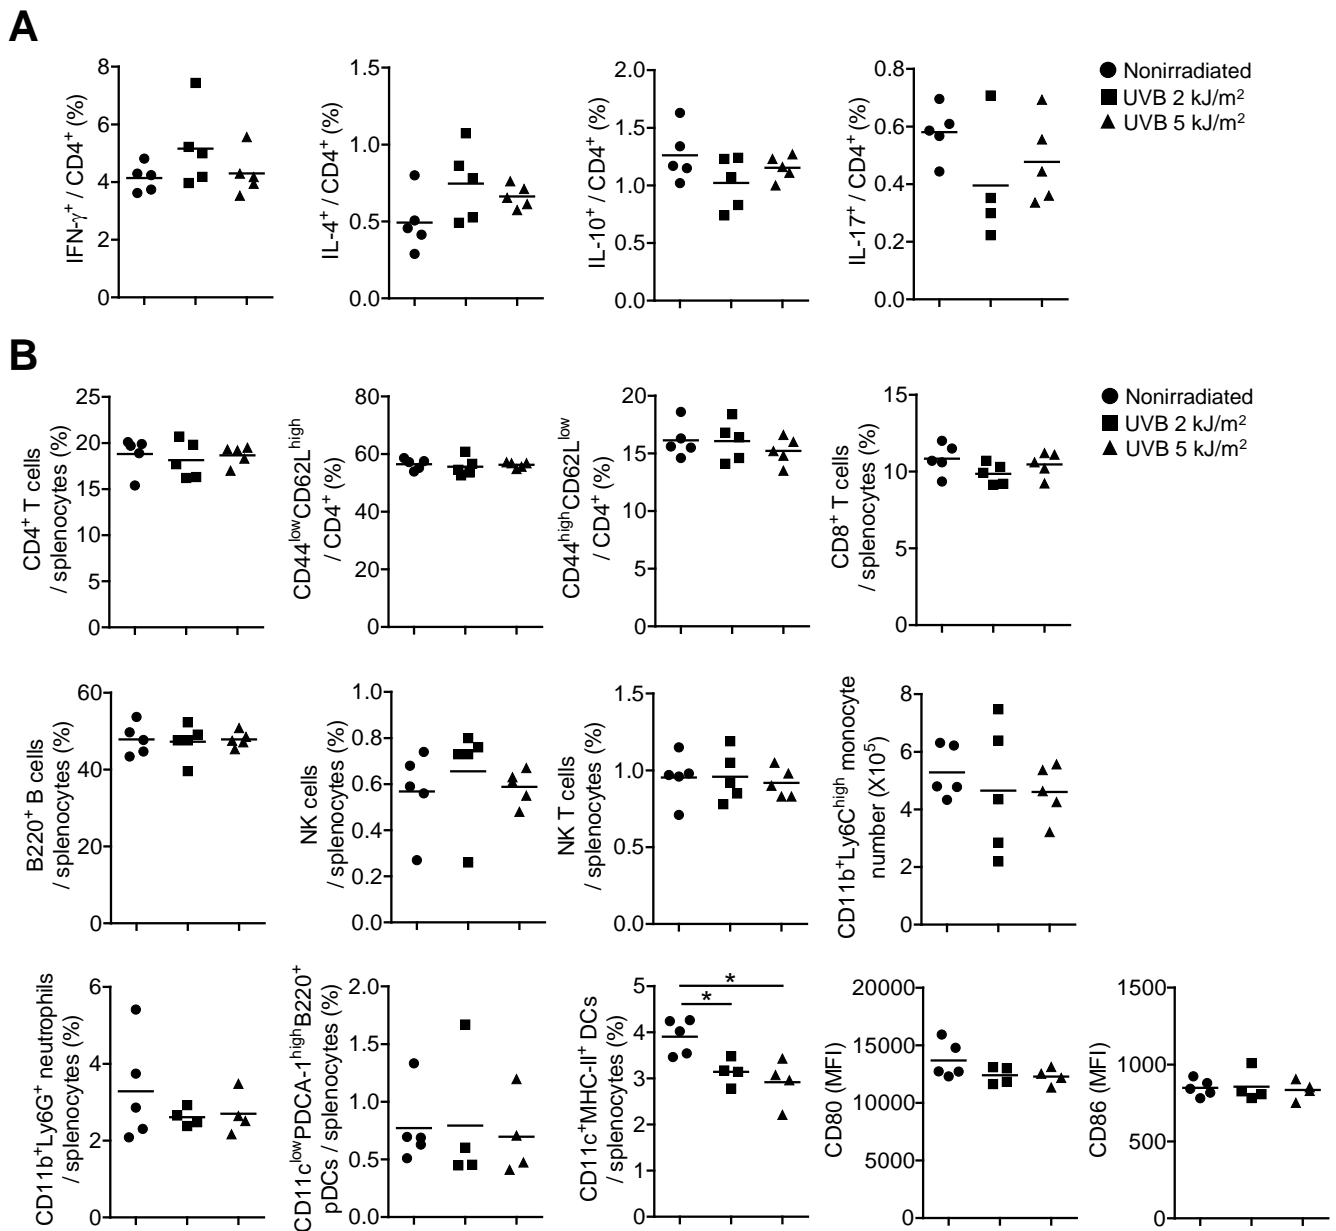 A
IFN-γ⁺ / CD4⁺ (%)
8
6
4
2
0
IL-4⁺ / CD4⁺ (%)
1.5
1.0
0.5
0.0
IL-10⁺ / CD4⁺ (%)
2.0
1.5
1.0
0.5
0.0
IL-17⁺ / CD4⁺ (%)
0.8
0.6
0.4
0.2
0.0
Nonirradiated
UVB 2 kJ/m²
UVB 5 kJ/m²
B
CD4⁺ T cells
/ splenocytes (%)
25
20
15
10
5
0
CD44ˡᵒʷCD62Lʰⁱᵍʰ
/ CD4⁺ (%)
80
60
40
20
0
CD44ʰⁱᵍʰCD62Lˡᵒʷ
/ CD4⁺ (%)
20
15
10
5
0
CD8⁺ T cells
/ splenocytes (%)
15
10
5
0
Nonirradiated
UVB 2 kJ/m²
UVB 5 kJ/m²
B220⁺ B cells
/ splenocytes (%)
60
40
20
0
NK cells
/ splenocytes (%)
1.0
0.8
0.6
0.4
0.2
0.0
NK T cells
/ splenocytes (%)
1.5
1.0
0.5
0.0
CD11b⁺Ly6Cʰⁱᵍʰ monocyte
number (X10⁵)
8
6
4
2
0
CD11b⁺Ly6G⁺ neutrophils
/ splenocytes (%)
6
4
2
0
CD11cˡᵒʷPDCA-1ʰⁱᵍʰB220⁺
pDCs / splenocytes (%)
2.0
1.5
1.0
0.5
0.0
CD11c⁺MHC-II⁺ DCs
/ splenocytes (%)
5
4
3
2
1
0
*
*
CD80 (MFI)
20000
15000
10000
5000
0
CD86 (MFI)
1500
1000
500
0